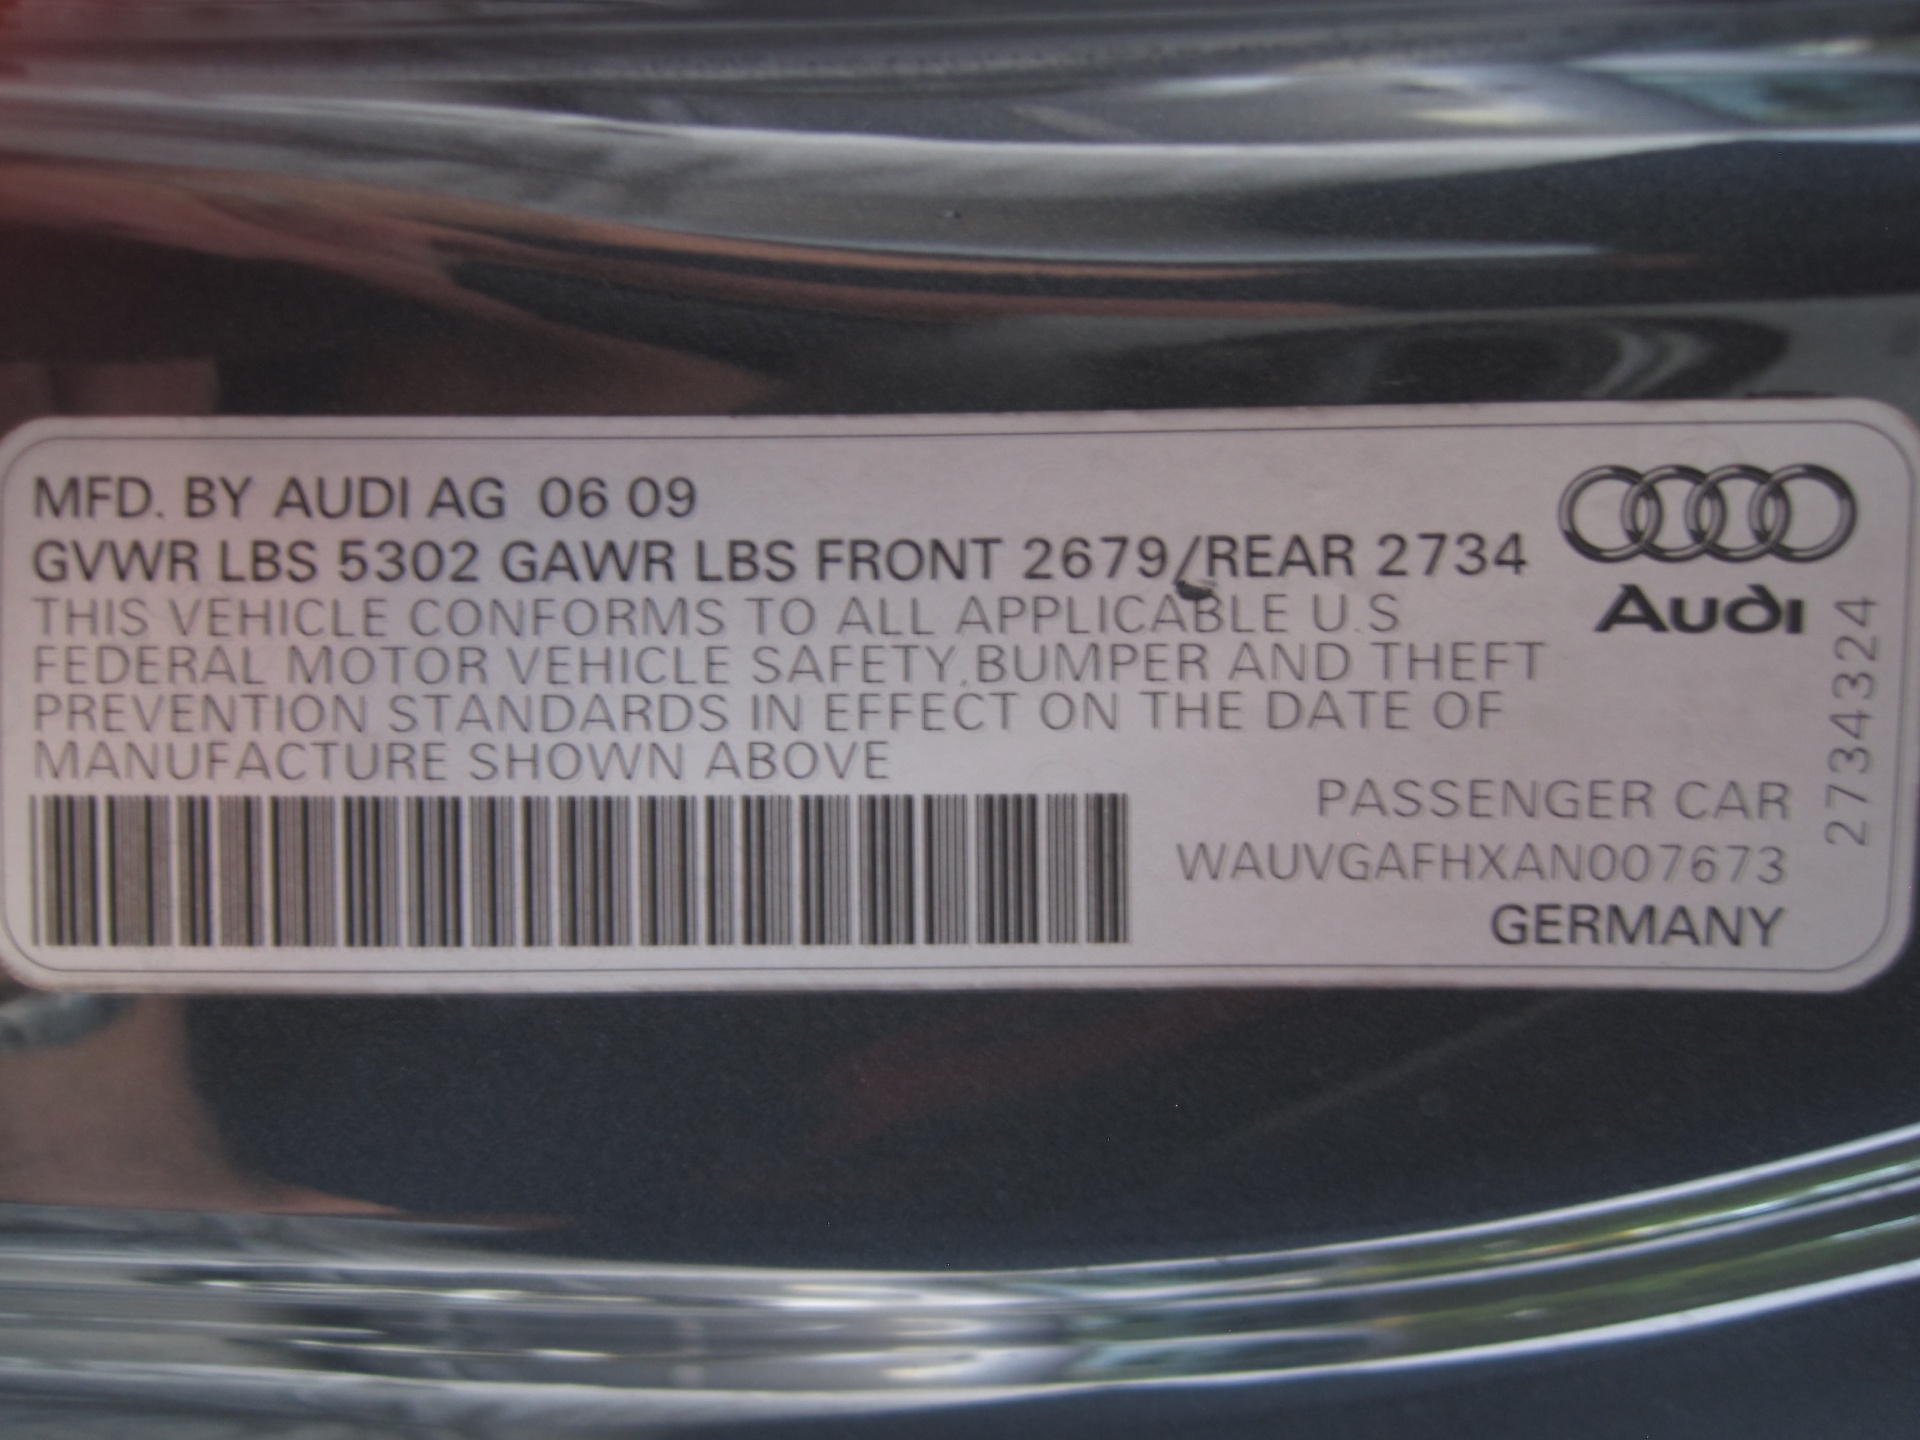 MFD. BY AUDI AG 06 09
GVWR LBS 5302 GAWR LBS FRONT 2679/REAR 2734
THIS VEHICLE CONFORMS TO ALL APPLICABLE U.S
FEDERAL MOTOR VEHICLE SAFETY,BUMPER AND THEFT
PREVENTION STANDARDS IN EFFECT ON THE DATE OF
MANUFACTURE SHOWN ABOVE
Audi
PASSENGER CAR
WAUVGAFHXAN007673
GERMANY
2734324